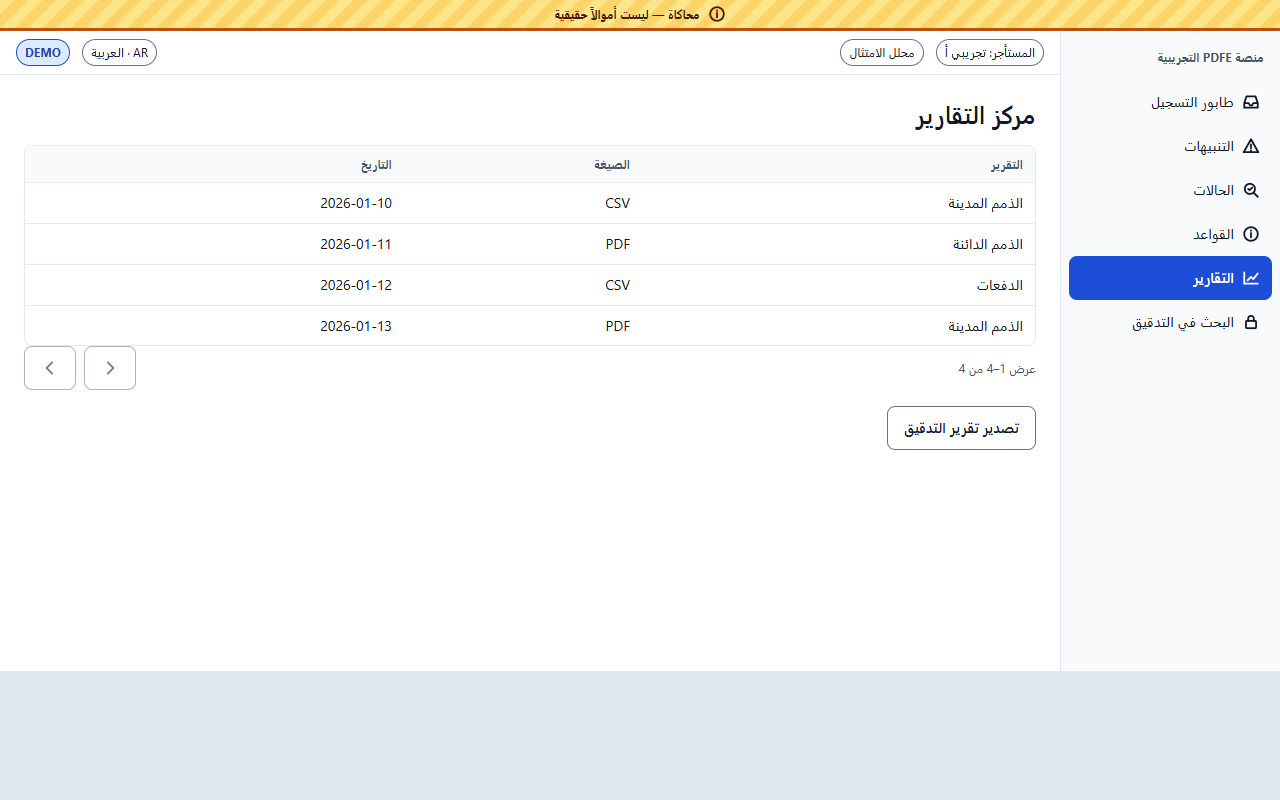 محاكاة — ليست أموالاً حقيقية
منصة PDFE التجريبية
طابور التسجيل
التنبيهات
الحالات
القواعد
التقارير
البحث في التدقيق
المستأجر: تجريبي أ
محلل الامتثال
AR · العربية
DEMO
مركز التقارير
التقرير الصيغة التاريخ
الذمم المدينة CSV 2026-01-10
الذمم الدائنة PDF 2026-01-11
الدفعات CSV 2026-01-12
الذمم المدينة PDF 2026-01-13
عرض 1–4 من 4
تصدير تقرير التدقيق